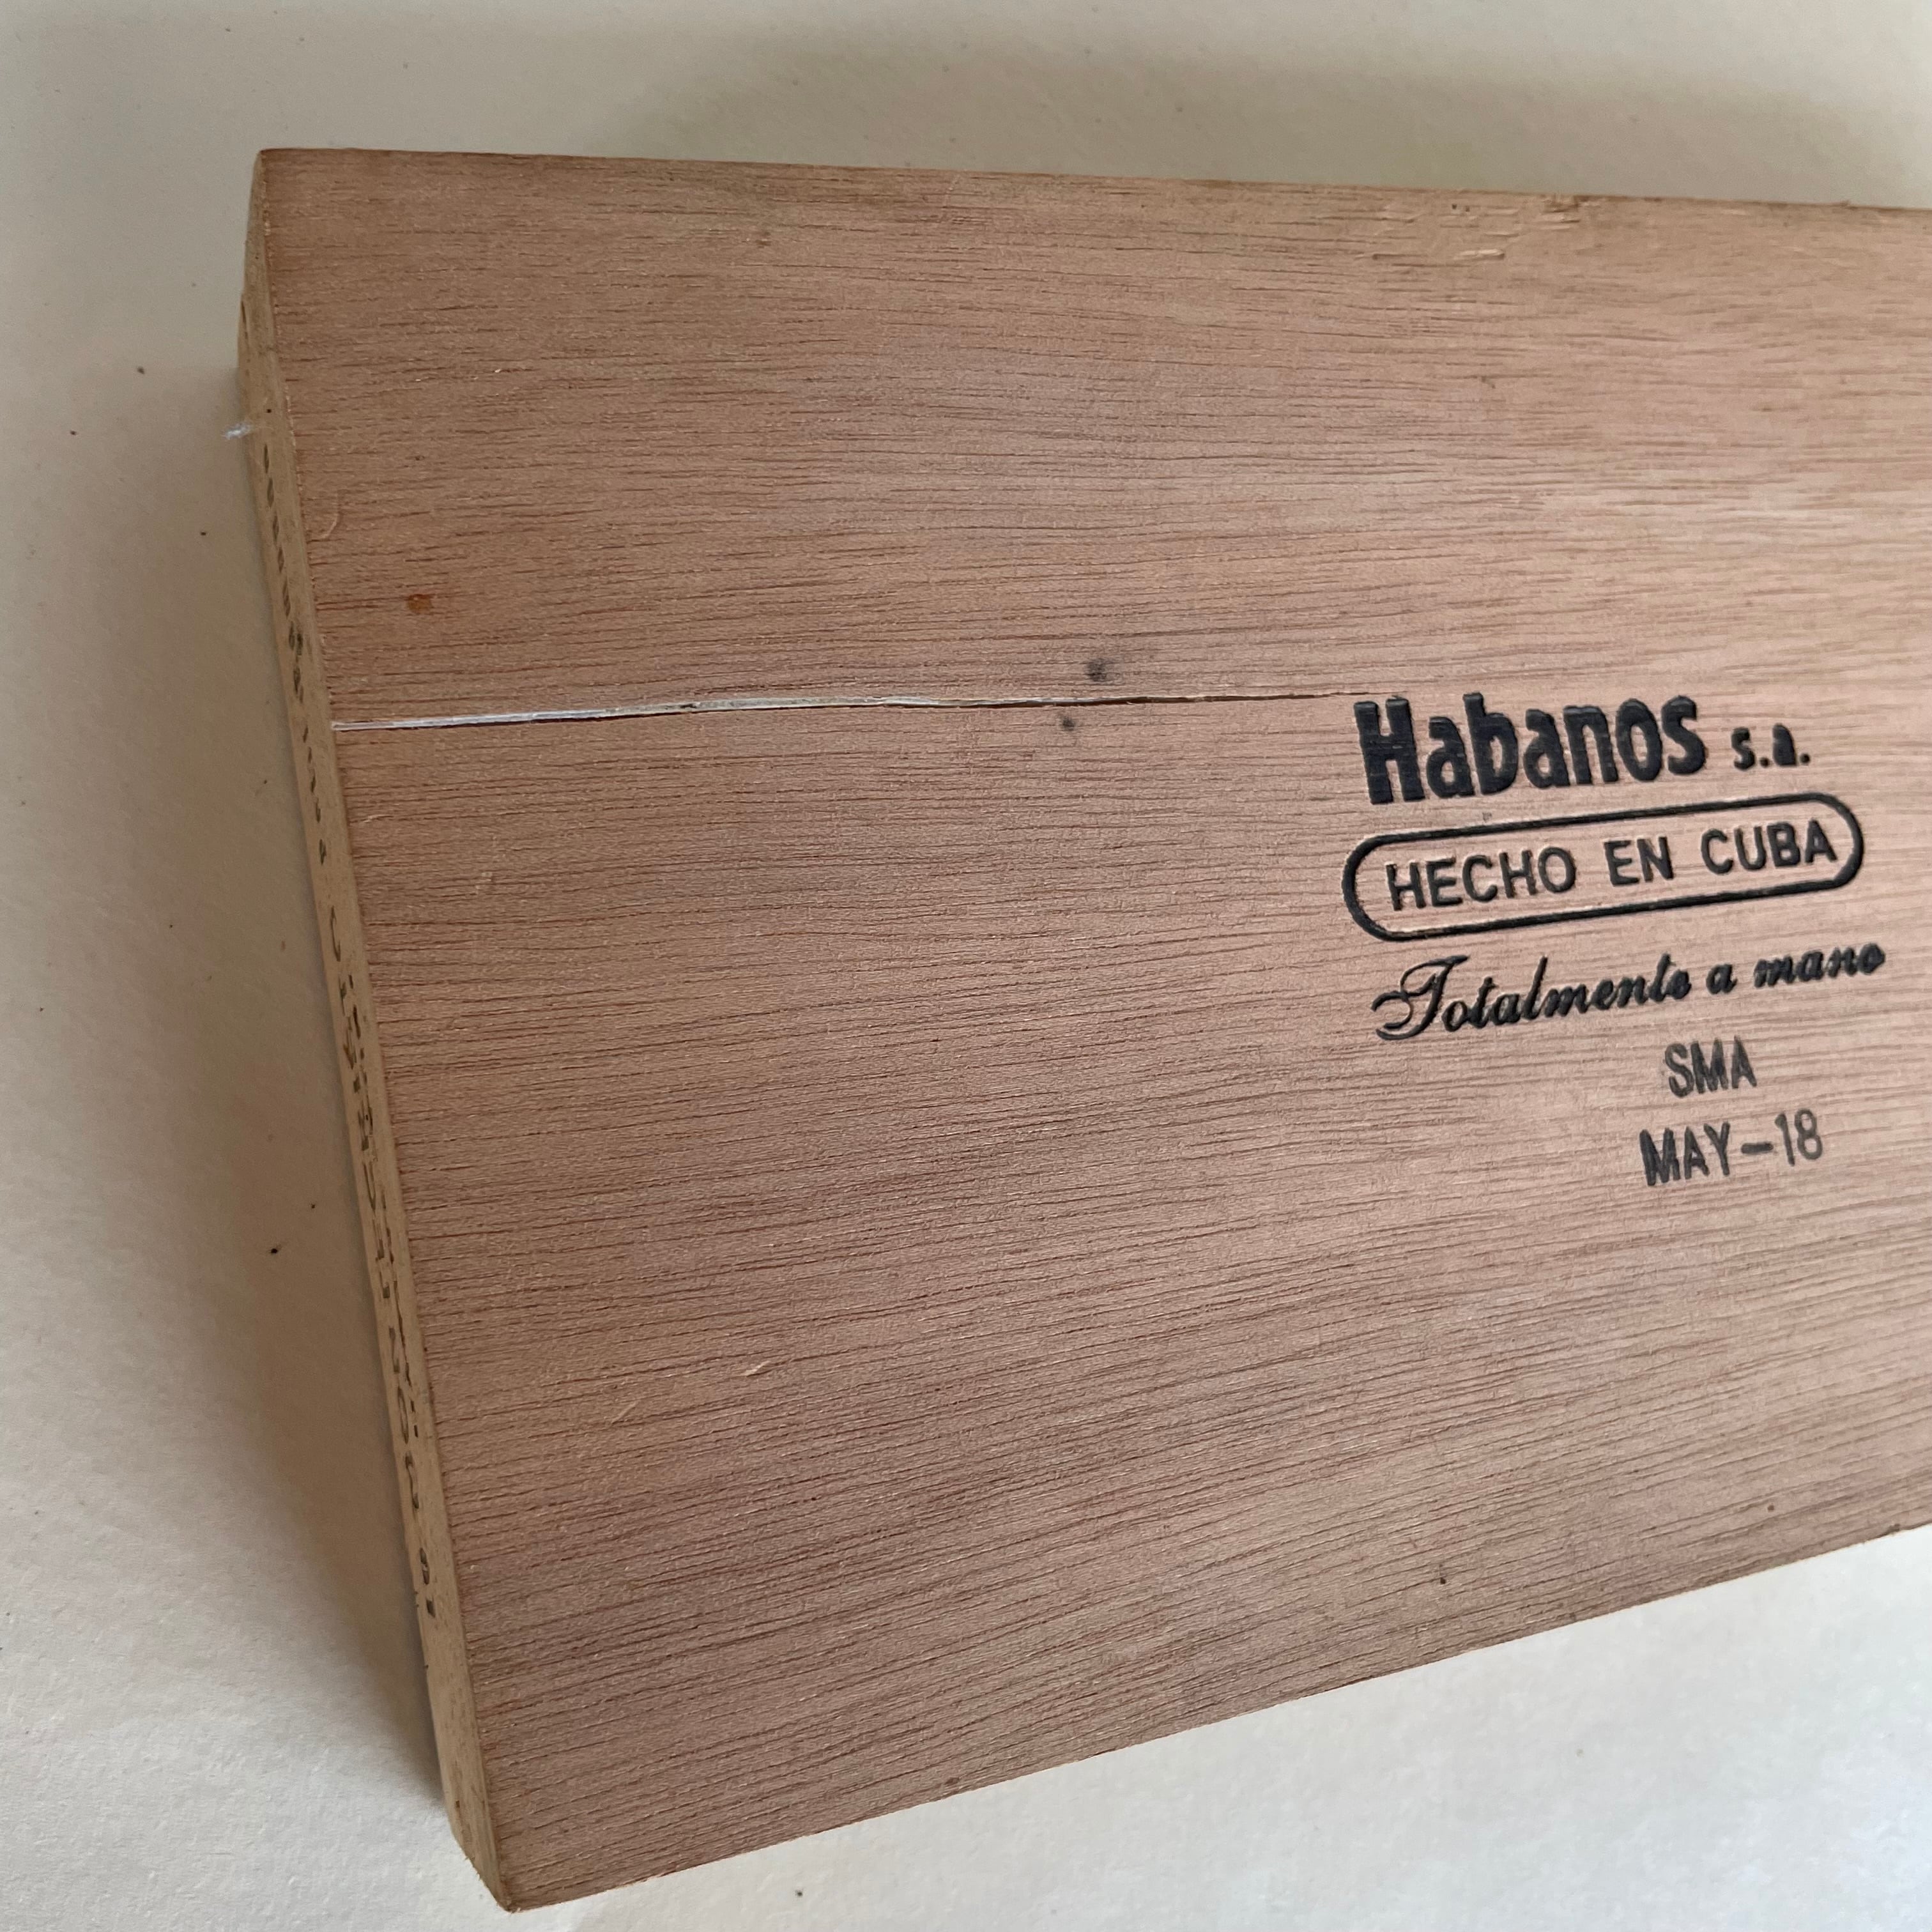 Habanos s.a.
HECHO EN CUBA
Totalmente a mano
SMA
MAY-18